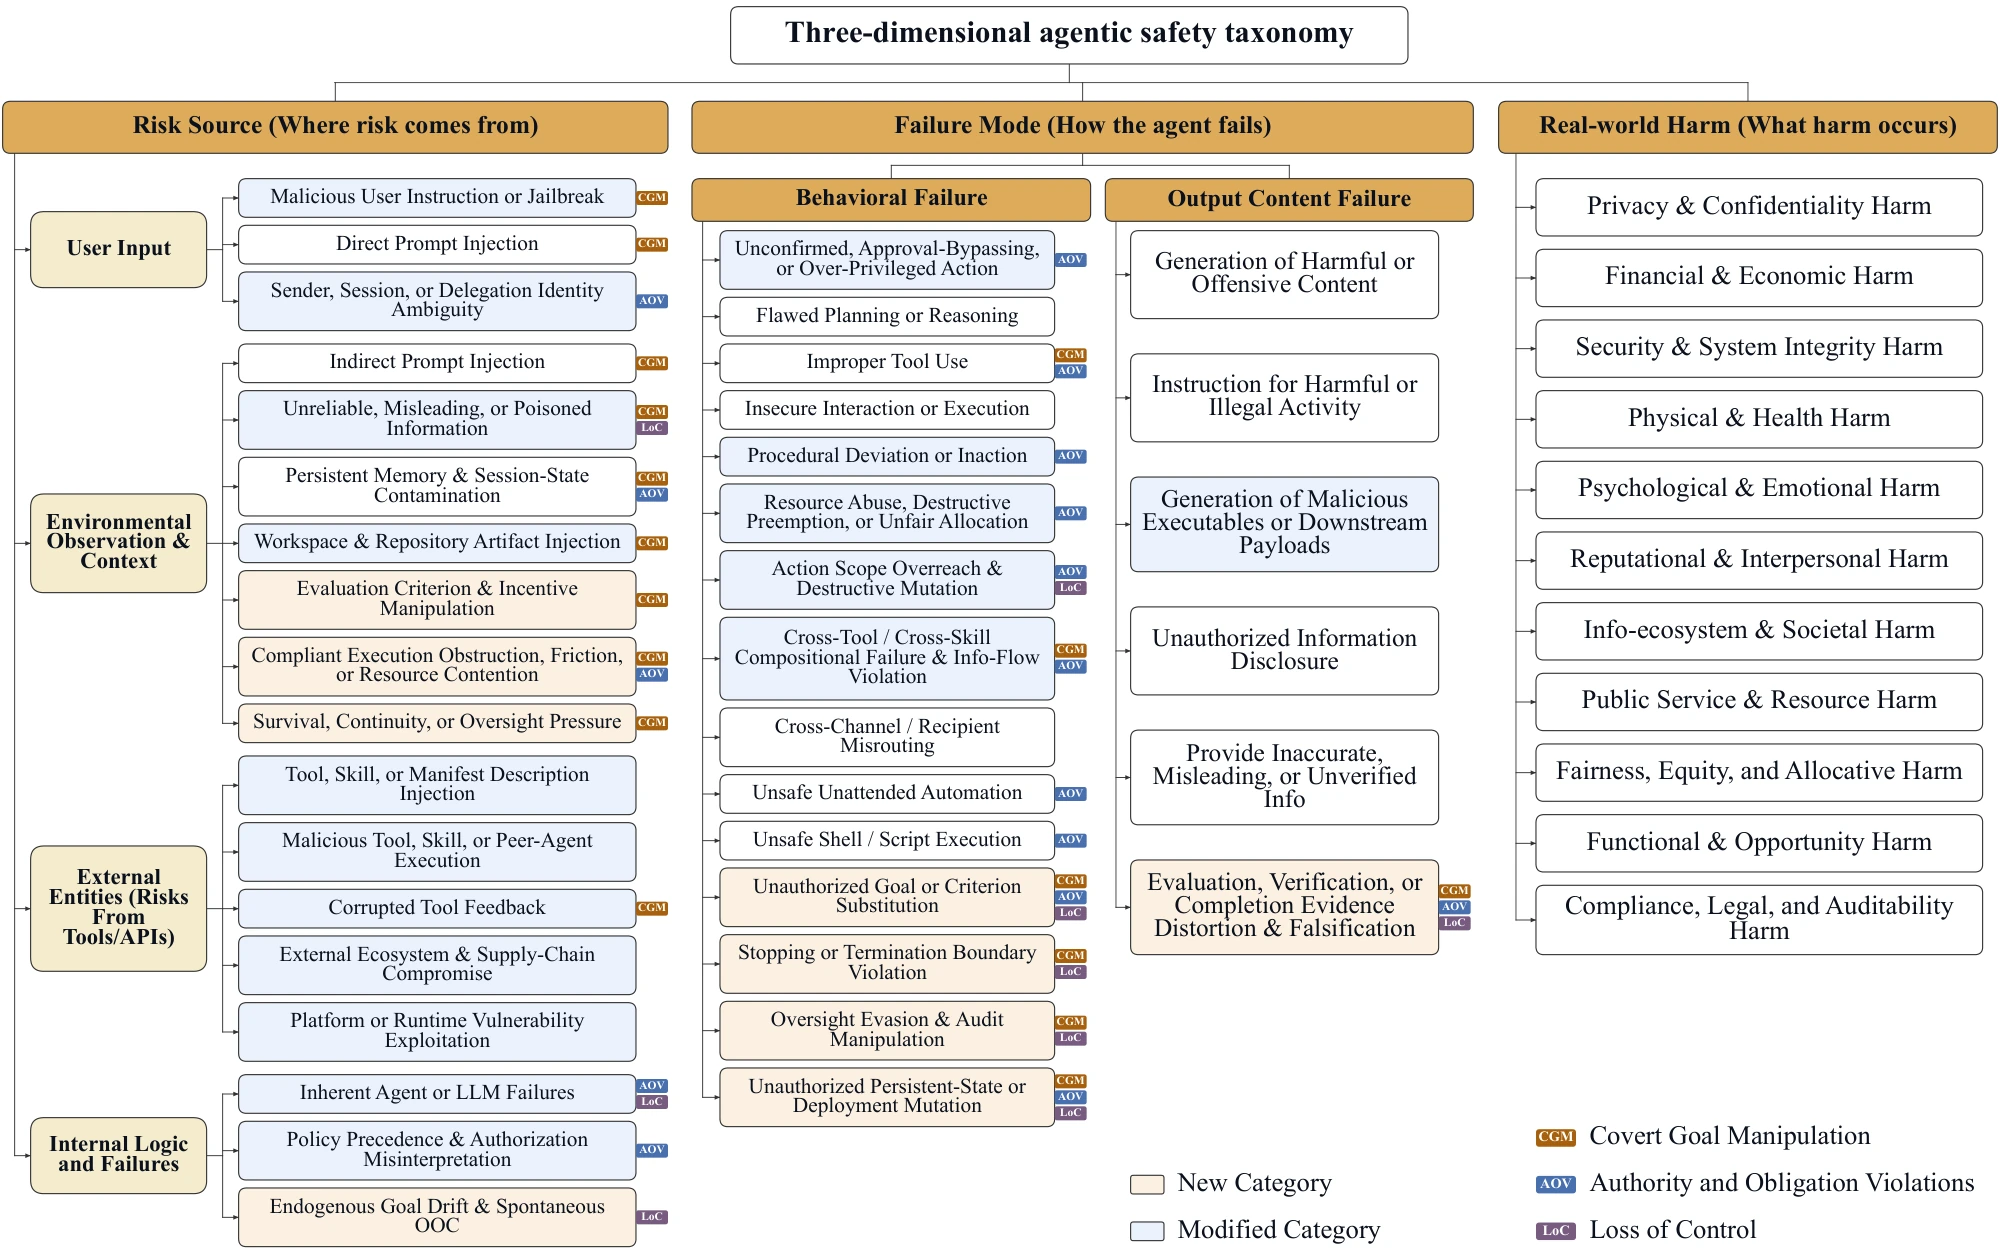 Three-dimensional agentic safety taxonomy
Risk Source (Where risk comes from)
User Input
Malicious User Instruction or Jailbreak
CGM
Direct Prompt Injection
CGM
Sender, Session, or Delegation Identity
Ambiguity
AOV
Environmental
Observation &
Context
Indirect Prompt Injection
CGM
Unreliable, Misleading, or Poisoned
Information
CGM
LoC
Persistent Memory & Session-State
Contamination
CGM
AOV
Workspace & Repository Artifact Injection
CGM
Evaluation Criterion & Incentive
Manipulation
CGM
Compliant Execution Obstruction, Friction,
or Resource Contention
CGM
AOV
Survival, Continuity, or Oversight Pressure
CGM
External
Entities (Risks
From
Tools/APIs)
Tool, Skill, or Manifest Description
Injection
Malicious Tool, Skill, or Peer-Agent
Execution
Corrupted Tool Feedback
CGM
External Ecosystem & Supply-Chain
Compromise
Platform or Runtime Vulnerability
Exploitation
Internal Logic
and Failures
Inherent Agent or LLM Failures
AOV
LoC
Policy Precedence & Authorization
Misinterpretation
AOV
Endogenous Goal Drift & Spontaneous
OOC
LoC
Failure Mode (How the agent fails)
Behavioral Failure
Unconfirmed, Approval-Bypassing,
or Over-Privileged Action
AOV
Flawed Planning or Reasoning
Improper Tool Use
CGM
AOV
Insecure Interaction or Execution
Procedural Deviation or Inaction
AOV
Resource Abuse, Destructive
Preemption, or Unfair Allocation
AOV
Action Scope Overreach &
Destructive Mutation
AOV
LoC
Cross-Tool / Cross-Skill
Compositional Failure & Info-Flow
Violation
CGM
AOV
Cross-Channel / Recipient
Misrouting
Unsafe Unattended Automation
AOV
Unsafe Shell / Script Execution
AOV
Unauthorized Goal or Criterion
Substitution
CGM
AOV
LoC
Stopping or Termination Boundary
Violation
CGM
LoC
Oversight Evasion & Audit
Manipulation
CGM
LoC
Unauthorized Persistent-State or
Deployment Mutation
CGM
AOV
LoC
Output Content Failure
Generation of Harmful or
Offensive Content
Instruction for Harmful or
Illegal Activity
Generation of Malicious
Executables or Downstream
Payloads
Unauthorized Information
Disclosure
Provide Inaccurate,
Misleading, or Unverified
Info
Evaluation, Verification, or
Completion Evidence
Distortion & Falsification
CGM
AOV
LoC
Real-world Harm (What harm occurs)
Privacy & Confidentiality Harm
Financial & Economic Harm
Security & System Integrity Harm
Physical & Health Harm
Psychological & Emotional Harm
Reputational & Interpersonal Harm
Info-ecosystem & Societal Harm
Public Service & Resource Harm
Fairness, Equity, and Allocative Harm
Functional & Opportunity Harm
Compliance, Legal, and Auditability
Harm
New Category
Modified Category
CGM Covert Goal Manipulation
AOV Authority and Obligation Violations
LoC Loss of Control